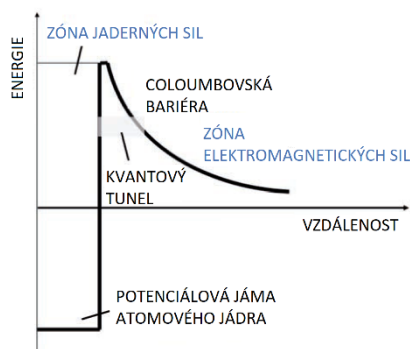 ZÓNA JADERNÝCH SIL
ENERGIE
COLOUMBOVSKÁ
BARIÉRA
ZÓNA
ELEKTROMAGNETICKÝCH SIL
KVANTOVÝ
TUNEL
VZDÁLENOST
POTENCIÁLOVÁ JÁMA
ATOMOVÉHO JÁDRA